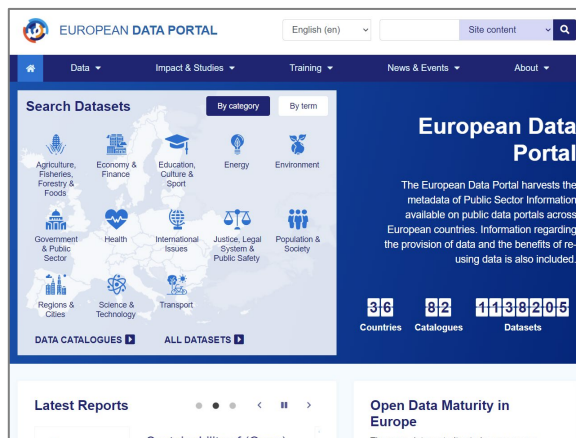 EUROPEAN DATA PORTAL
English (en)
Site content
Data
Impact & Studies
Training
News & Events
About
Search Datasets
By category
By term
Agriculture,
Fisheries,
Forestry &
Foods
Economy &
Finance
Education,
Culture &
Sport
Energy
Environment
Government
& Public
Sector
Health
International
Issues
Justice, Legal
System &
Public Safety
Population &
Society
Regions &
Cities
Science &
Technology
Transport
DATA CATALOGUES
ALL DATASETS
European Data
Portal
The European Data Portal harvests the
metadata of Public Sector Information
available on public data portals across
European countries. Information regarding
the provision of data and the benefits of re-
using data is also included.
36
Countries
82
Catalogues
1138205
Datasets
Latest Reports
Open Data Maturity in
Europe